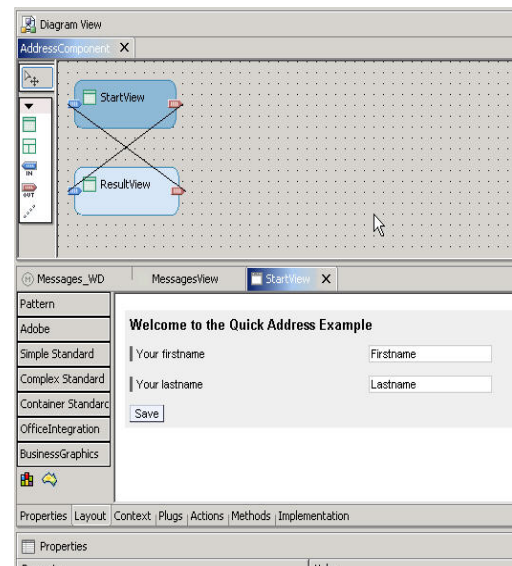 Diagram View
AddressComponent X
StartView
IN
OUT
ResultView
Messages_WD MessagesView StartView X
Pattern
Adobe
Simple Standard
Complex Standard
Container Standarc
OfficeIntegration
BusinessGraphics
Welcome to the Quick Address Example
Your firstname Firstname
Your lastname Lastname
Save
Properties Layout Context Plugs Actions Methods Implementation
Properties